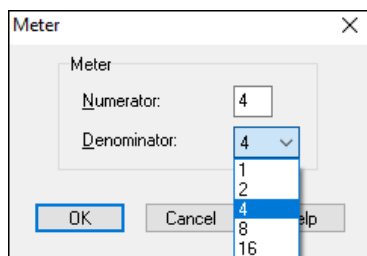 Meter
Meter
Numerator: 4
Denominator: 4
1
2
4
8
16
OK Cancel elp